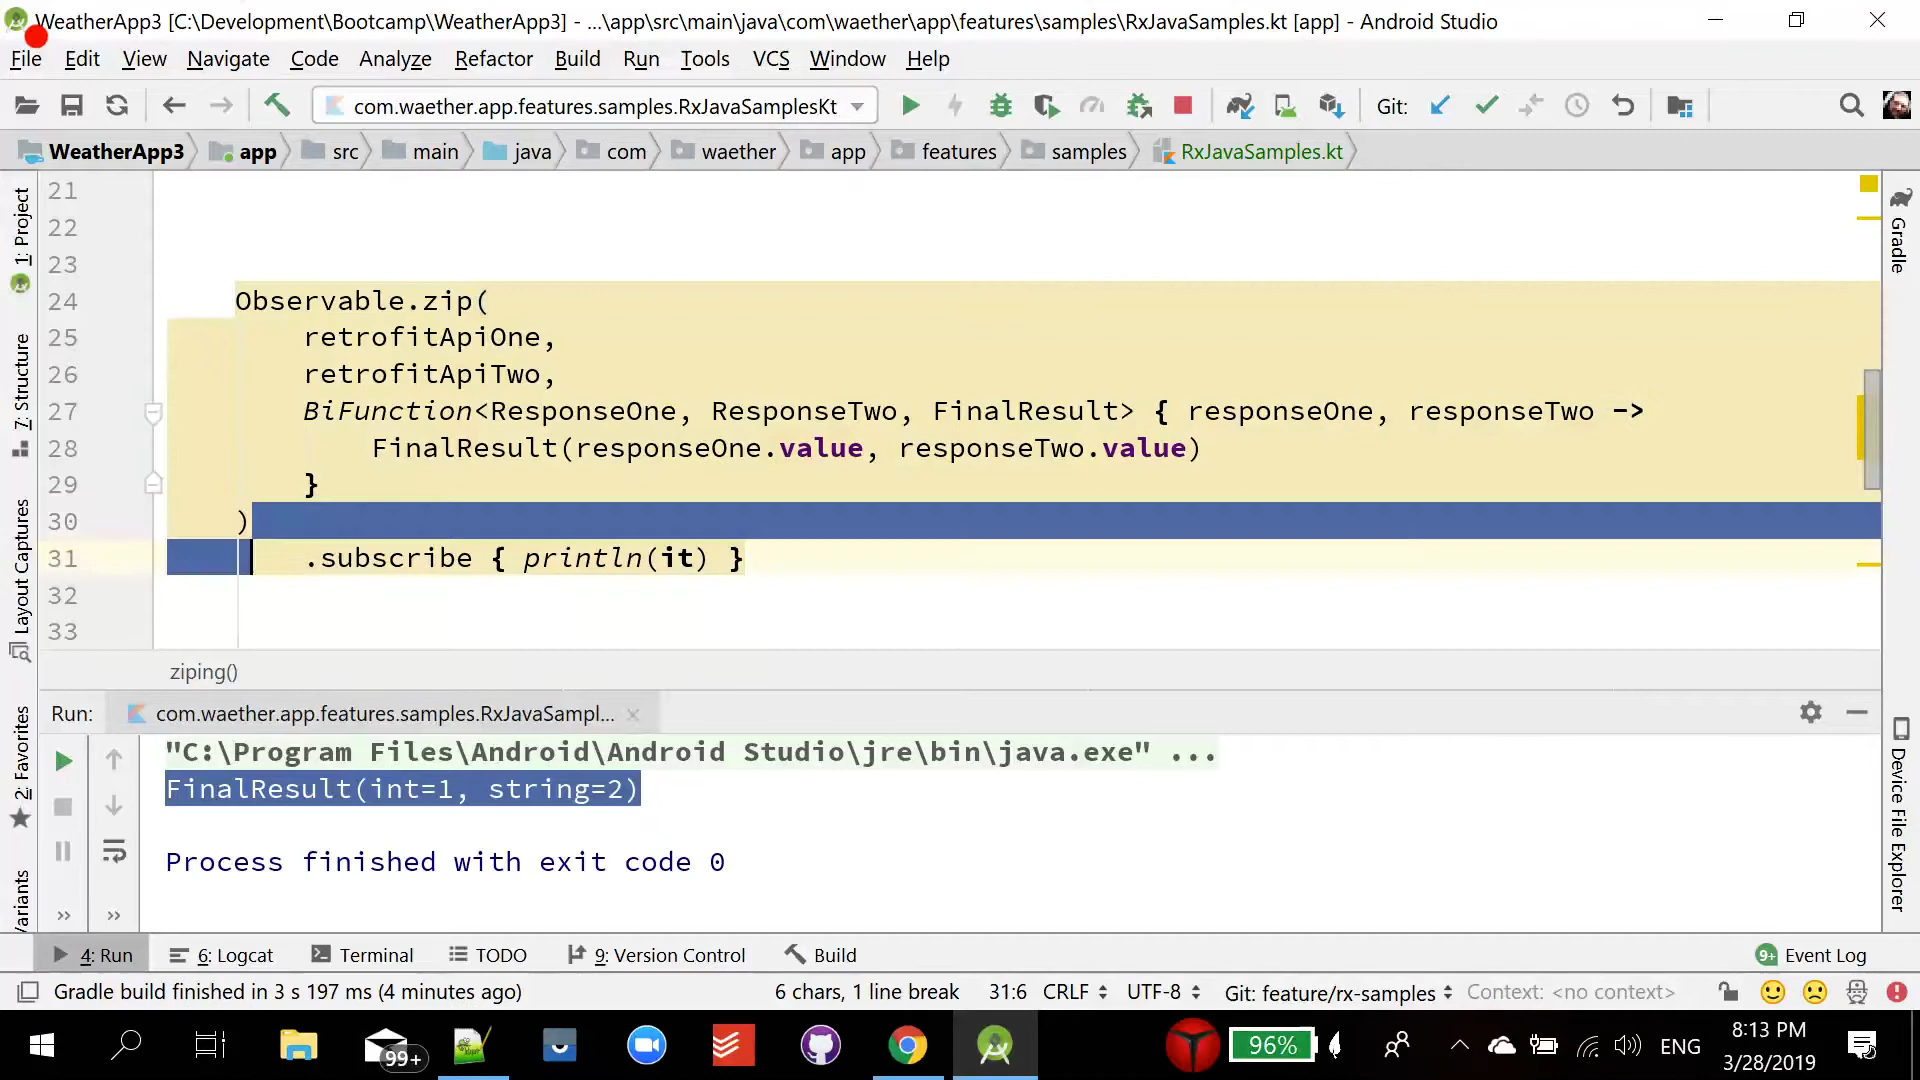 WeatherApp3 [C:\Development\Bootcamp\WeatherApp3] - ...\app\src\main\java\com\waether\app\features\samples\RxJavaSamples.kt [app] - Android Studio
File Edit View Navigate Code Analyze Refactor Build Run Tools VCS Window Help
com.waether.app.features.samples.RxJavaSamplesKt Git:
WeatherApp3 app src main java com waether app features samples RxJavaSamples.kt
1: Project
7: Structure
Layout Captures
2: Favorites
Variants
Gradle
Device File Explorer
21
22
23
24 Observable.zip(
25 retrofitApiOne,
26 retrofitApiTwo,
27 BiFunction<ResponseOne, ResponseTwo, FinalResult> { responseOne, responseTwo ->
28 FinalResult(responseOne.value, responseTwo.value)
29 }
30 )
31 .subscribe { println(it) }
32
33
ziping()
Run: com.waether.app.features.samples.RxJavaSampl...
"C:\Program Files\Android\Android Studio\jre\bin\java.exe" ...
FinalResult(int=1, string=2)
Process finished with exit code 0
4: Run 6: Logcat Terminal TODO 9: Version Control Build 9+ Event Log
Gradle build finished in 3 s 197 ms (4 minutes ago) 6 chars, 1 line break 31:6 CRLF UTF-8 Git: feature/rx-samples Context: <no context>
99+ 96% ENG 8:13 PM
3/28/2019